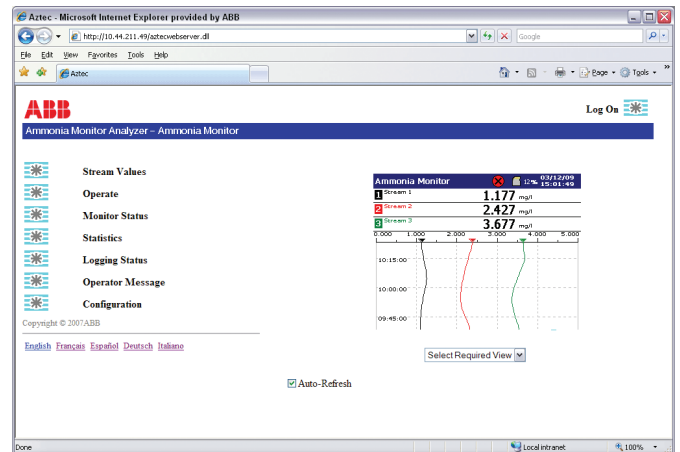 Aztec - Microsoft Internet Explorer provided by ABB
http://10.44.211.49/aztecwebserver.dl
Google
File Edit View Favorites Tools Help
Aztec
Page Tools
ABB
Log On
Ammonia Monitor Analyzer – Ammonia Monitor
Stream Values
Operate
Monitor Status
Statistics
Logging Status
Operator Message
Configuration
Copyright © 2007ABB
English Français Español Deutsch Italiano
Ammonia Monitor 12% 03/12/09 15:01:49
1 Stream 1 1.177 mg/l
2 Stream 2 2.427 mg/l
3 Stream 3 3.677 mg/l
0.000 1.000 2.000 3.000 4.000 5.000
10:15:00
10:00:00
09:45:00
Select Required View
Auto-Refresh
Done Local intranet 100%